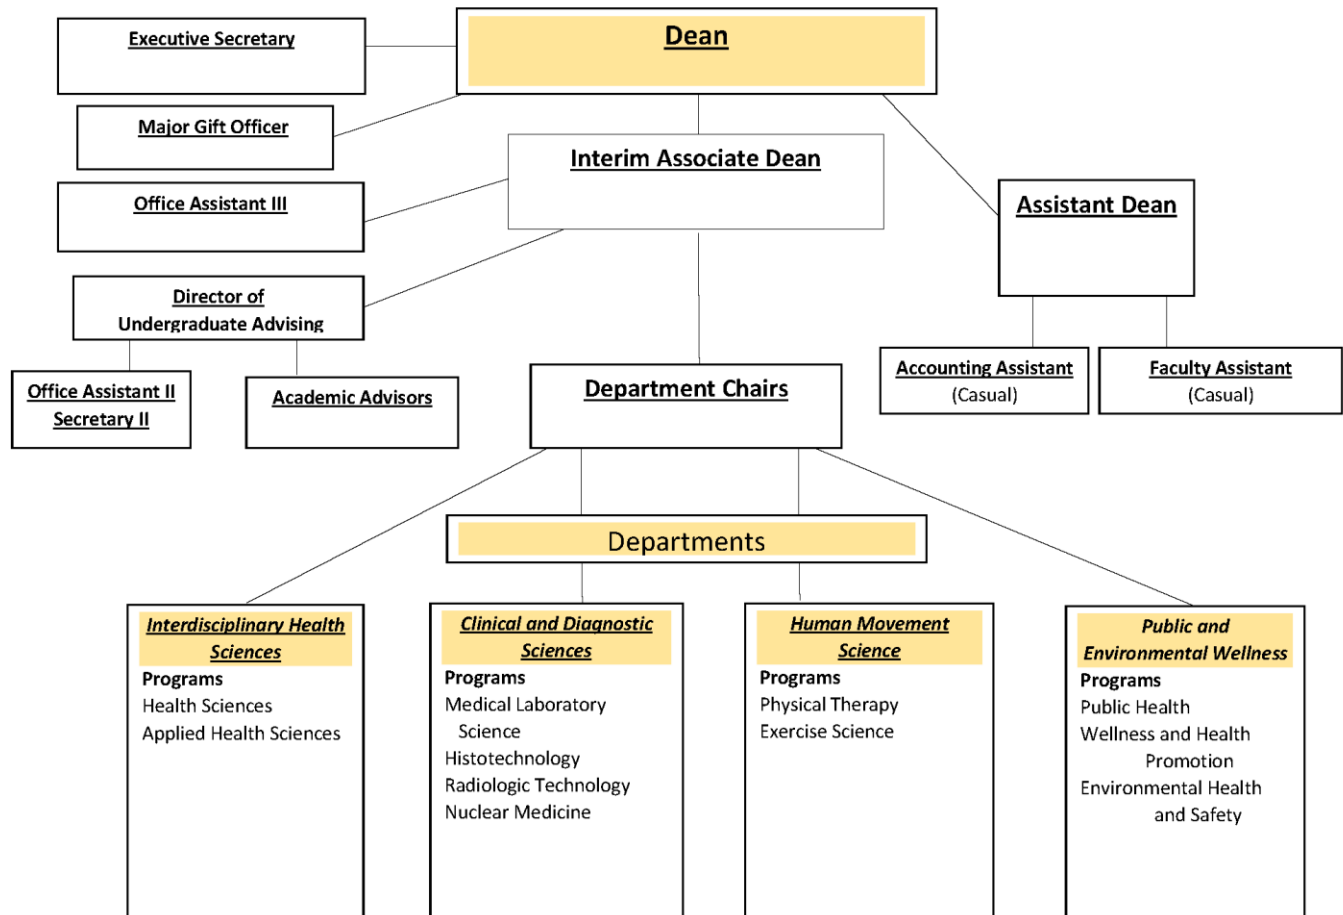 Dean
Executive Secretary
Major Gift Officer
Interim Associate Dean
Office Assistant III
Assistant Dean
Director of
Undergraduate Advising
Accounting Assistant
(Casual)
Faculty Assistant
(Casual)
Office Assistant II
Secretary II
Academic Advisors
Department Chairs
Departments
Interdisciplinary Health
Sciences
Programs
Health Sciences
Applied Health Sciences
Clinical and Diagnostic
Sciences
Programs
Medical Laboratory
Science
Histotechnology
Radiologic Technology
Nuclear Medicine
Human Movement
Science
Programs
Physical Therapy
Exercise Science
Public and
Environmental Wellness
Programs
Public Health
Wellness and Health
Promotion
Environmental Health
and Safety